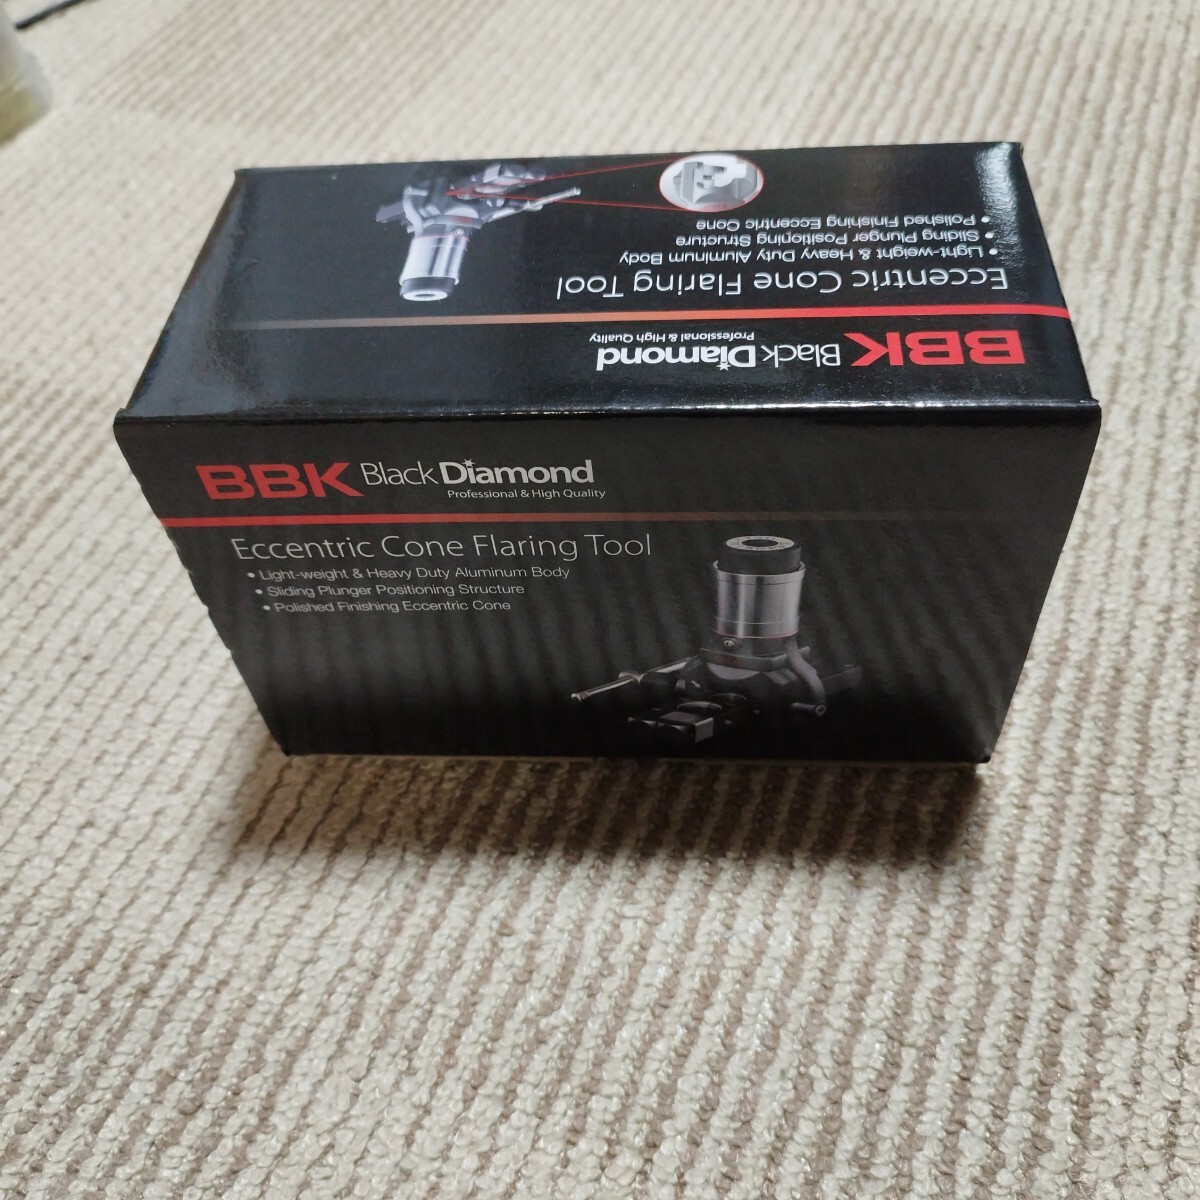 Eccentric Cone Flaring Tool
• Light-weight & Heavy Duty Aluminum Body
• Sliding Plunger Positioning Structure
• Polished Finishing Eccentric Cone
BBK Black Diamond
Professional & High Quality
BBK Black Diamond
Professional & High Quality
Eccentric Cone Flaring Tool
• Light-weight & Heavy Duty Aluminum Body
• Sliding Plunger Positioning Structure
• Polished Finishing Eccentric Cone